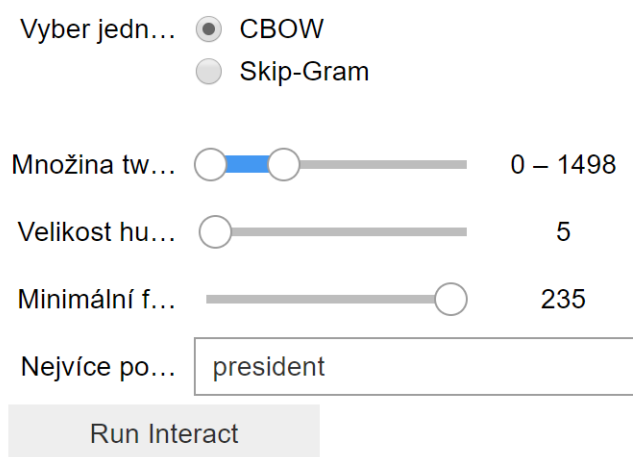 Vyber jedn... CBOW
Skip-Gram
Množina tw... 0 – 1498
Velikost hu... 5
Minimální f... 235
Nejvíce po... president
Run Interact